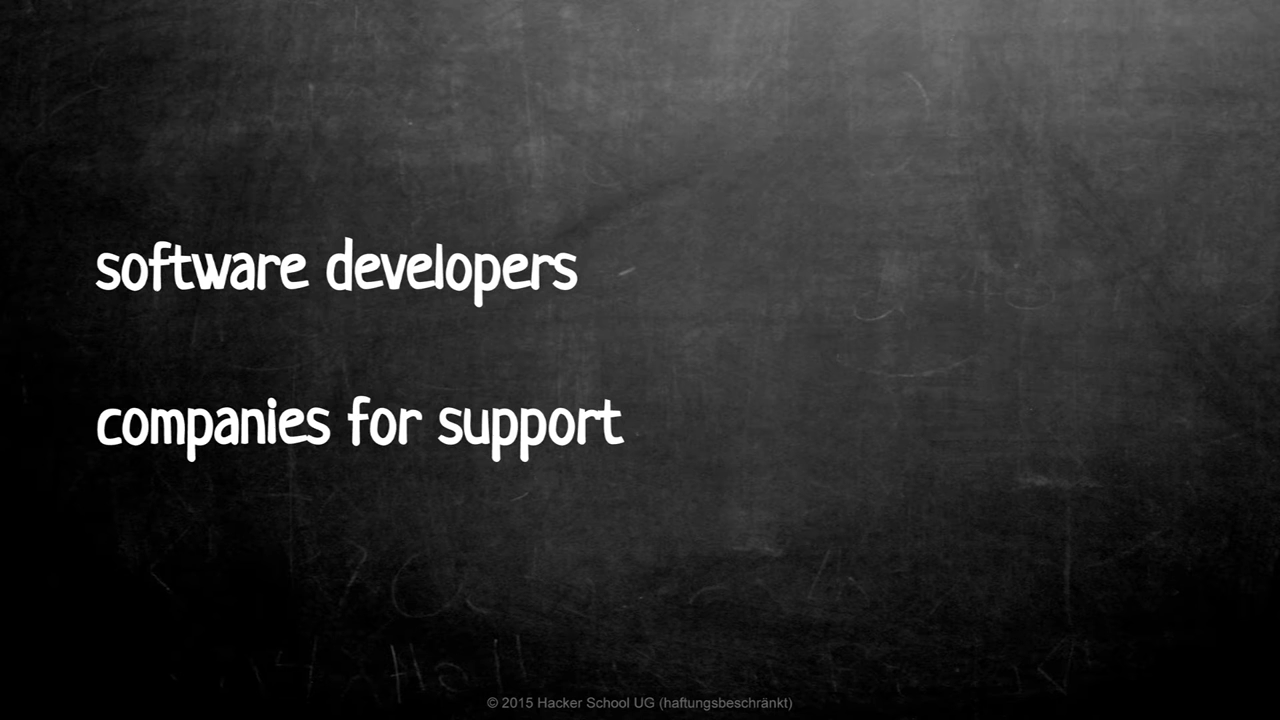 software developers
companies for support
© 2015 Hacker School UG (haftungsbeschränkt)